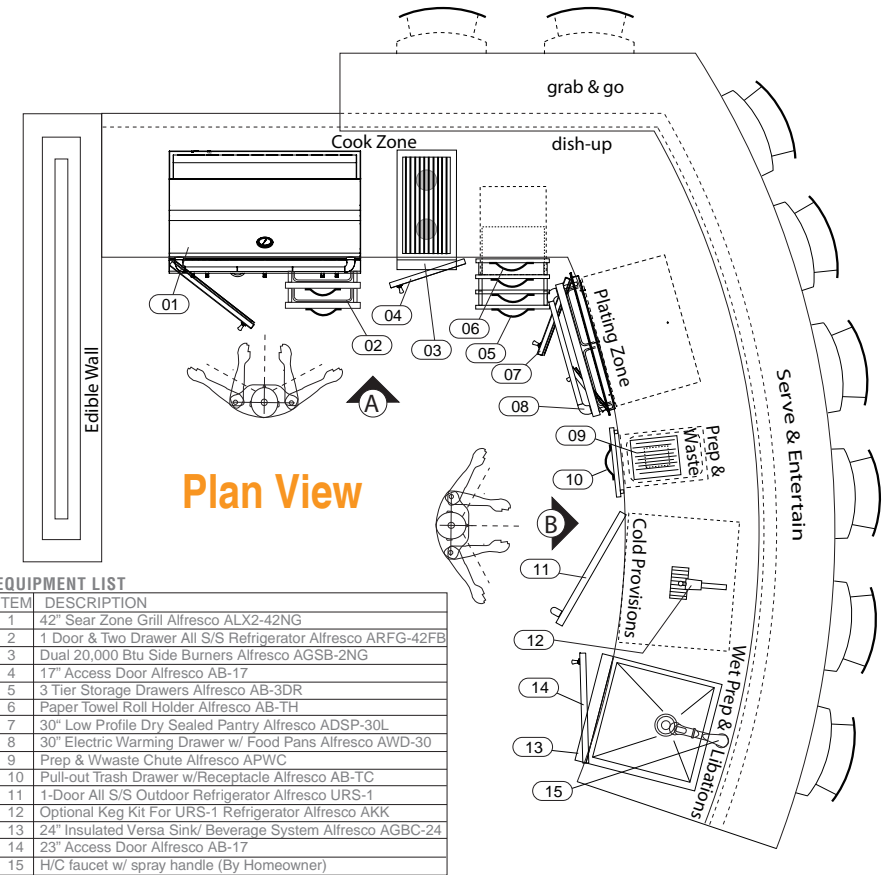 grab & go
Cook Zone
dish-up
01
02
03
04
05
06
07
08
09
10
11
12
13
14
15
Plating Zone
Prep &
Waste
Cold Provisions
Wet Prep & Libations
Serve & Entertain
Edible Wall
A
B
Plan View
EQUIPMENT LIST
ITEM DESCRIPTION
1 42" Sear Zone Grill Alfresco ALX2-42NG
2 1 Door & Two Drawer All S/S Refrigerator Alfresco ARFG-42FB
3 Dual 20,000 Btu Side Burners Alfresco AGSB-2NG
4 17" Access Door Alfresco AB-17
5 3 Tier Storage Drawers Alfresco AB-3DR
6 Paper Towel Roll Holder Alfresco AB-TH
7 30" Low Profile Dry Sealed Pantry Alfresco ADSP-30L
8 30" Electric Warming Drawer w/ Food Pans Alfresco AWD-30
9 Prep & Wwaste Chute Alfresco APWC
10 Pull-out Trash Drawer w/Receptacle Alfresco AB-TC
11 1-Door All S/S Outdoor Refrigerator Alfresco URS-1
12 Optional Keg Kit For URS-1 Refrigerator Alfresco AKK
13 24" Insulated Versa Sink/ Beverage System Alfresco AGBC-24
14 23" Access Door Alfresco AB-17
15 H/C faucet w/ spray handle (By Homeowner)